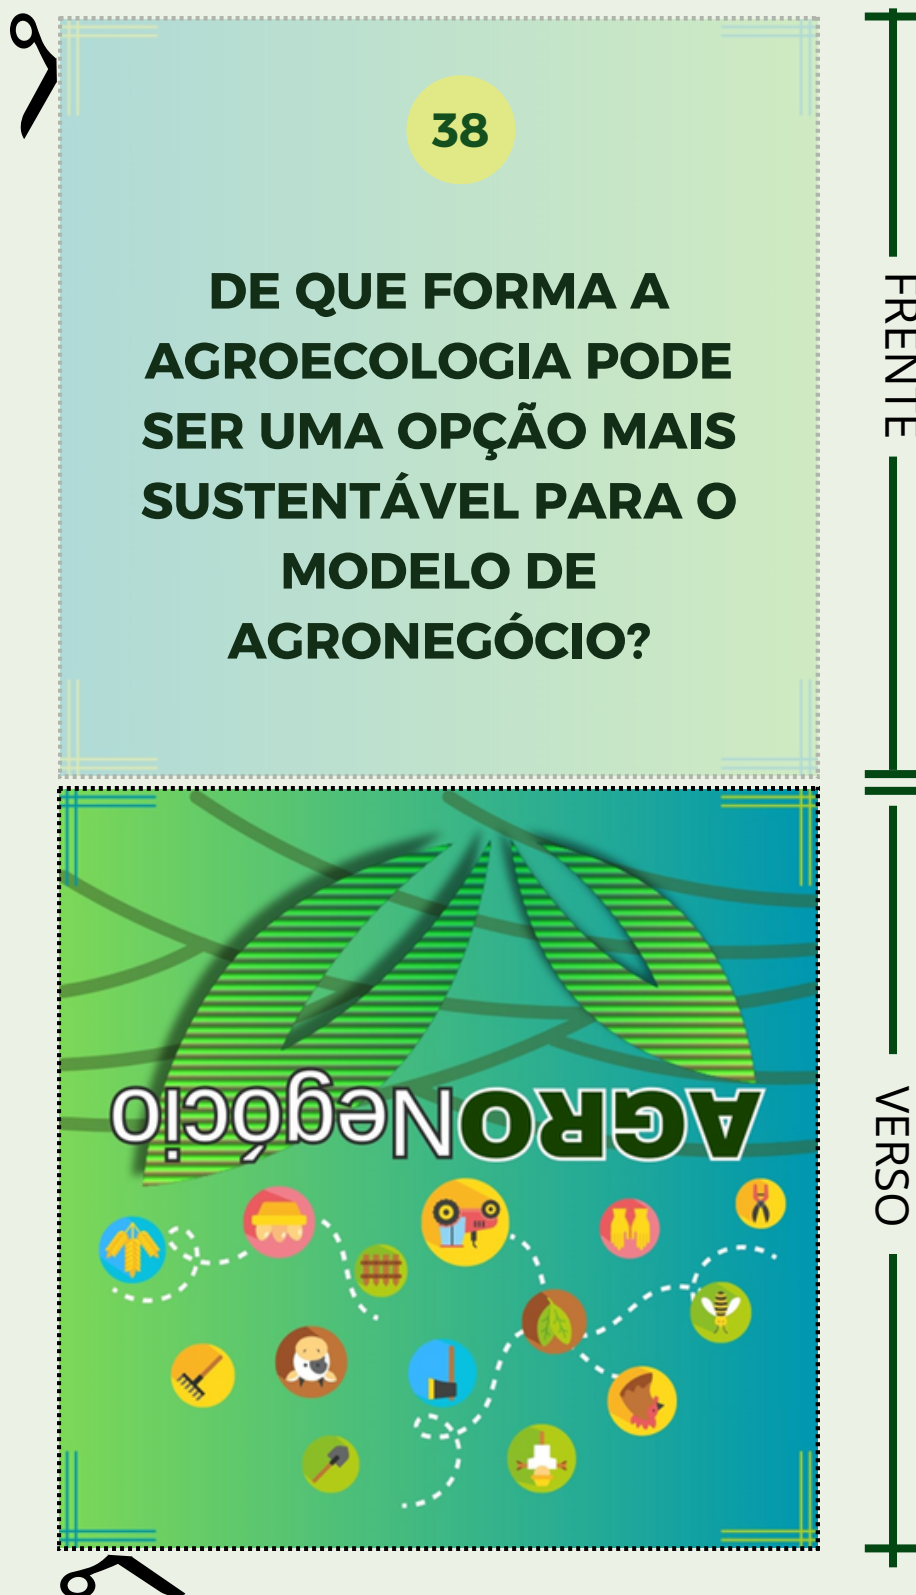 38
DE QUE FORMA A
AGROECOLOGIA PODE
SER UMA OPÇÃO MAIS
SUSTENTÁVEL PARA O
MODELO DE
AGRONEGÓCIO?
FRENTE
AGRONegócio
VERSO